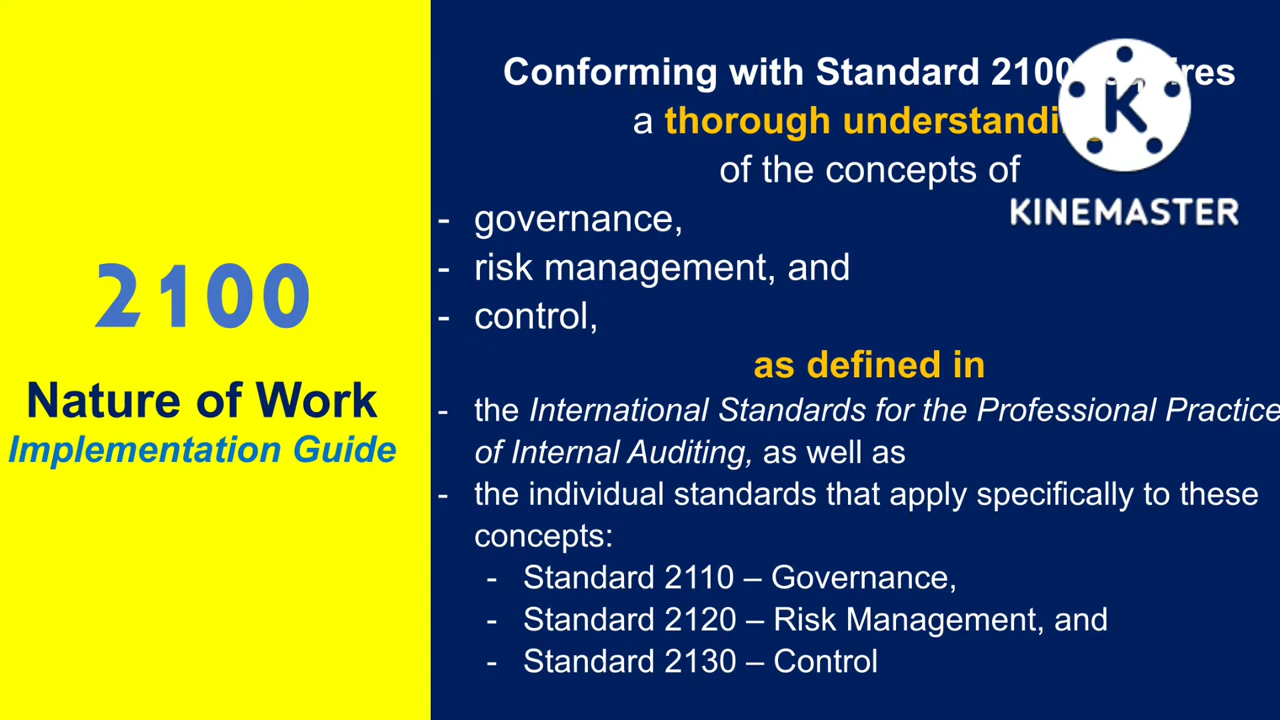 2100
Nature of Work
Implementation Guide
Conforming with Standard 2100
a thorough
of the concepts of
- governance,
- risk management, and
- control,
as defined in
- the International Standards for the Professional Practice
of Internal Auditing, as well as
- the individual standards that apply specifically to these
concepts:
- Standard 2110 – Governance,
- Standard 2120 – Risk Management, and
- Standard 2130 – Control
K
KINEMASTER